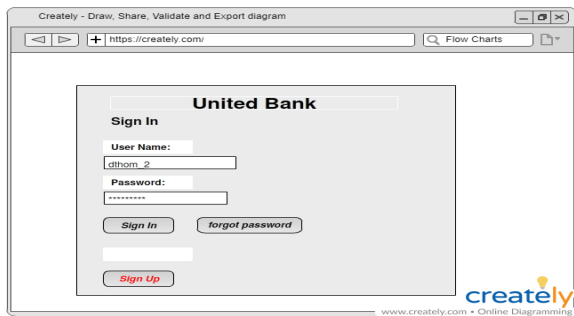 Creately - Draw, Share, Validate and Export diagram
https://creately.com/
Flow Charts
United Bank
Sign In
User Name:
dthom_2
Password:
*********
Sign In
forgot password
Sign Up
creately
www.creately.com • Online Diagramming